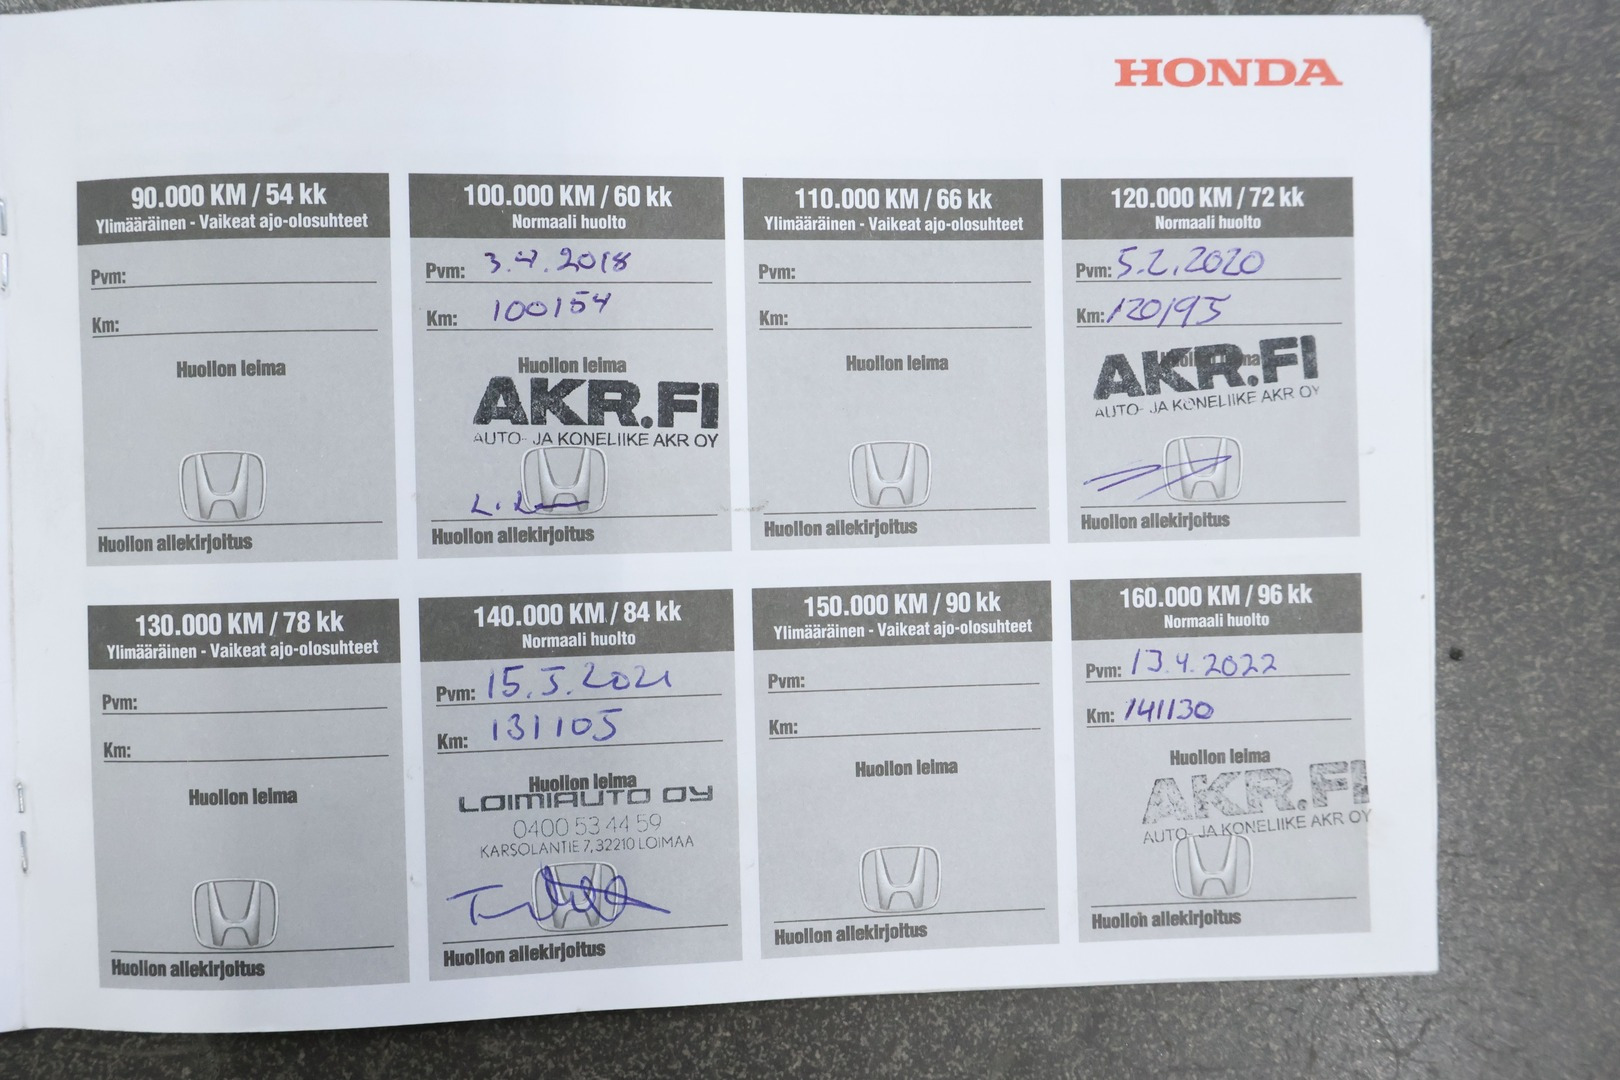 HONDA
90.000 KM / 54 kk
Ylimääräinen - Vaikeat ajo-olosuhteet
Pvm:
Km:
Huollon leima
Huollon allekirjoitus
100.000 KM / 60 kk
Normaali huolto
Pvm: 3.4.2018
Km: 100154
Huollon leima
AKR.FI
AUTO- JA KONELIIKE AKR OY
Huollon allekirjoitus
110.000 KM / 66 kk
Ylimääräinen - Vaikeat ajo-olosuhteet
Pvm:
Km:
Huollon leima
Huollon allekirjoitus
120.000 KM / 72 kk
Normaali huolto
Pvm: 5.2.2020
Km: 120195
Huollon leima
AKR.FI
AUTO- JA KONELIIKE AKR OY
Huollon allekirjoitus
130.000 KM / 78 kk
Ylimääräinen - Vaikeat ajo-olosuhteet
Pvm:
Km:
Huollon leima
Huollon allekirjoitus
140.000 KM / 84 kk
Normaali huolto
Pvm: 15.3.2021
Km: 131105
Huollon leima
LOIMIAUTO OY
0400 53 44 59
KARSOLANTIE 7, 32210 LOIMAA
Huollon allekirjoitus
150.000 KM / 90 kk
Ylimääräinen - Vaikeat ajo-olosuhteet
Pvm:
Km:
Huollon leima
Huollon allekirjoitus
160.000 KM / 96 kk
Normaali huolto
Pvm: 13.4.2022
Km: 141130
Huollon leima
AKR.FI
AUTO- JA KONELIIKE AKR OY
Huollon allekirjoitus